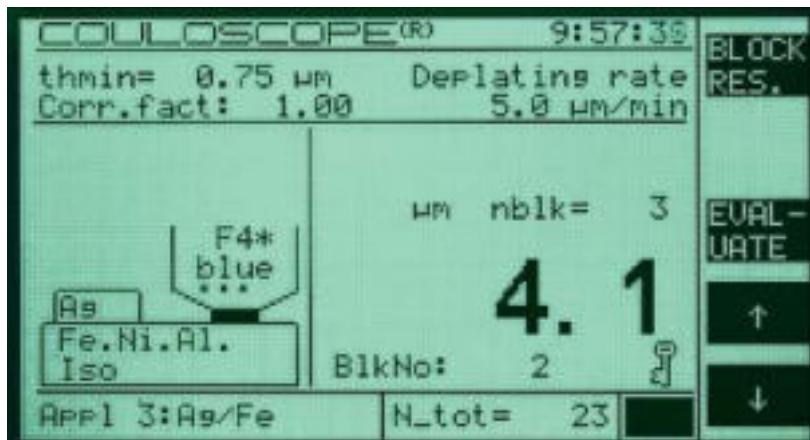 COULOSCOPE(R) 9:57:36
thmin= 0.75 µm Deplating rate
Corr.fact: 1.00 5.0 µm/min
BLOCK
RES.
µm nblk= 3
4.1
EVAL-
UATE
F4*
blue
Ag
Fe.Ni.Al.
Iso
BlkNo: 2
↑
↓
Appl 3:Ag/Fe N_tot= 23